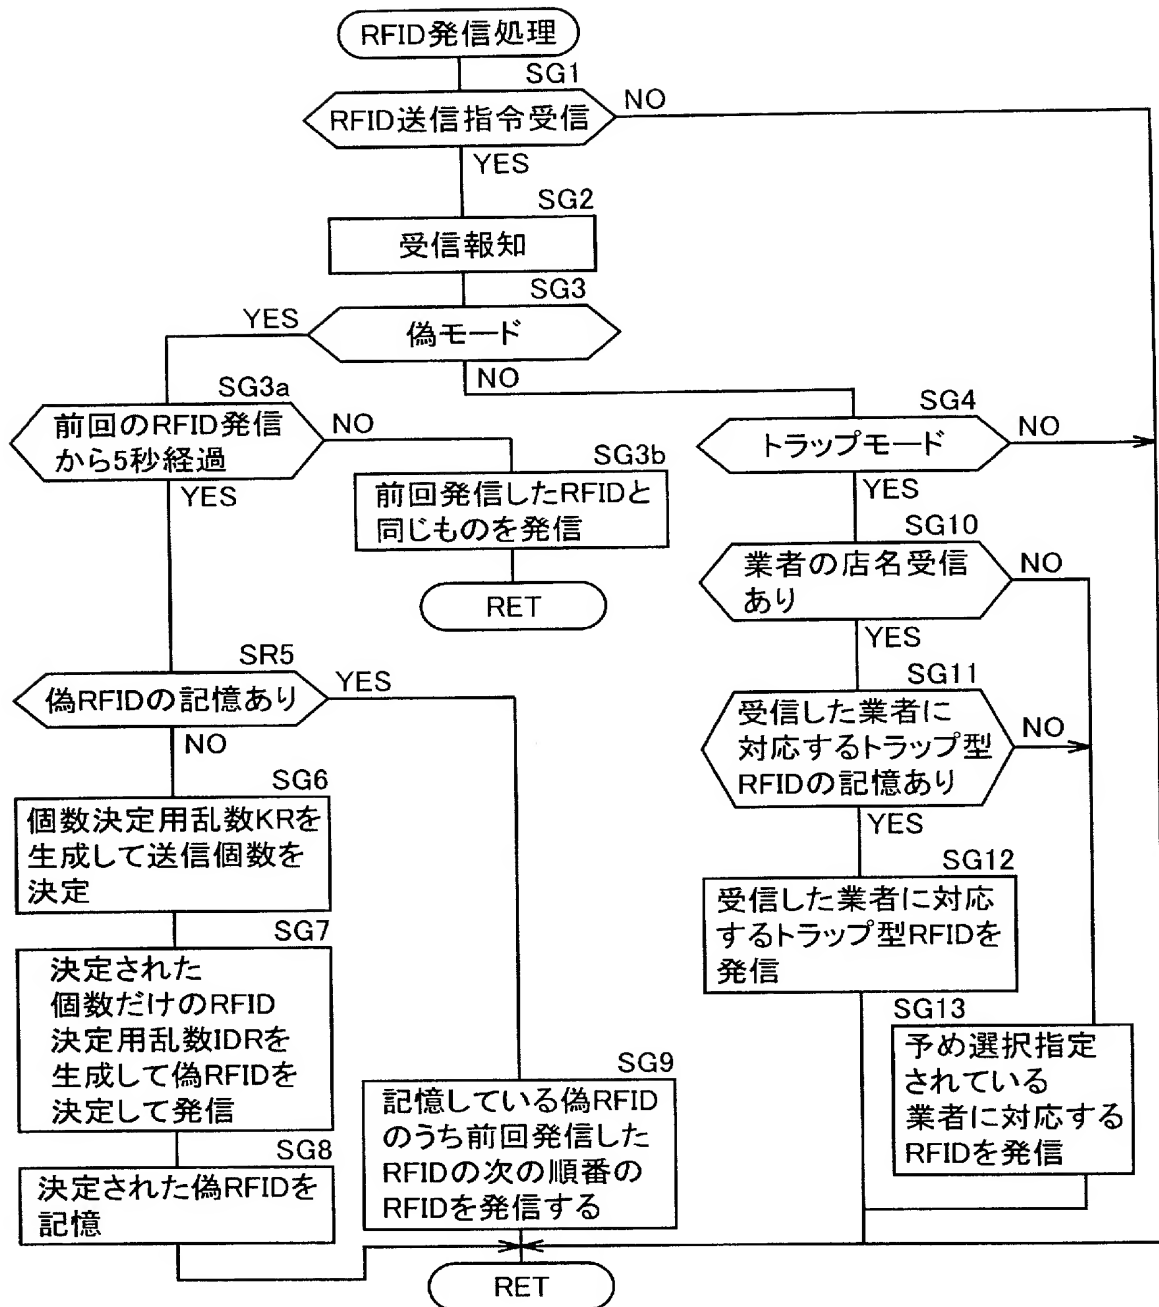 RFID発信処理
SG1
RFID送信指令受信
NO
YES
SG2
受信報知
SG3
偽モード
YES
NO
SG3a
前回のRFID発信
から5秒経過
NO
YES
SG3b
前回発信したRFIDと
同じものを発信
RET
SG4
トラップモード
NO
YES
SG10
業者の店名受信
あり
NO
YES
SR5
偽RFIDの記憶あり
YES
NO
SG11
受信した業者に
対応するトラップ型
RFIDの記憶あり
NO
YES
SG6
個数決定用乱数KRを
生成して送信個数を
決定
SG12
受信した業者に対応
するトラップ型RFIDを
発信
SG7
決定された
個数だけのRFID
決定用乱数IDRを
生成して偽RFIDを
決定して発信
SG13
予め選択指定
されている
業者に対応する
RFIDを発信
SG9
記憶している偽RFID
のうち前回発信した
RFIDの次の順番の
RFIDを発信する
SG8
決定された偽RFIDを
記憶
RET